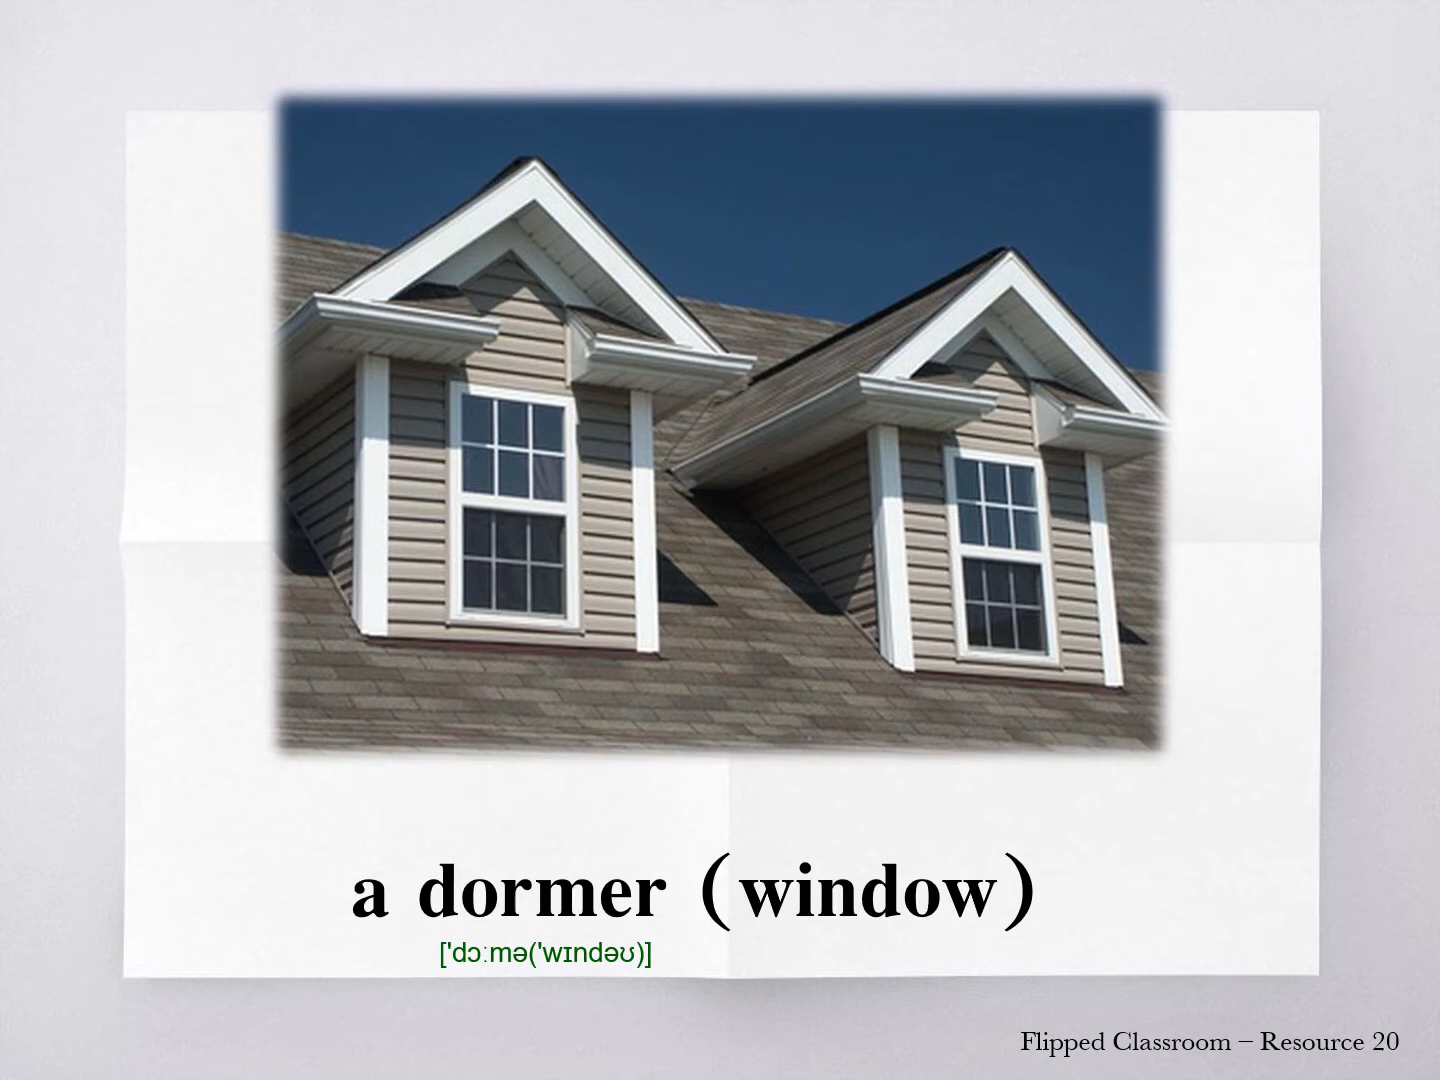 a dormer (window)
['dɔːmə('wɪndəʊ)]
Flipped Classroom – Resource 20